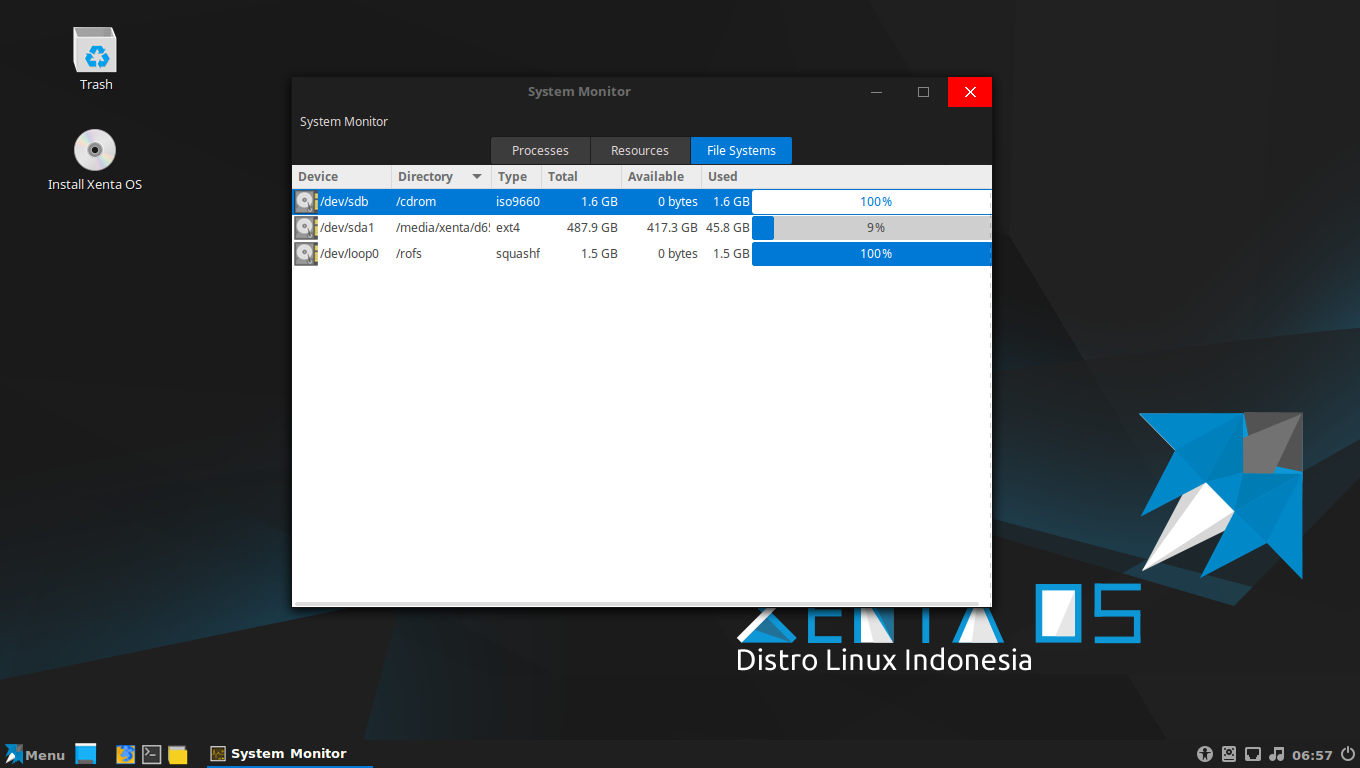 Trash
Install Xenta OS
System Monitor
System Monitor
Processes Resources File Systems
Device Directory Type Total Available Used
/dev/sdb /cdrom iso9660 1.6 GB 0 bytes 1.6 GB 100%
/dev/sda1 /media/xenta/d6 ext4 487.9 GB 417.3 GB 45.8 GB 9%
/dev/loop0 /rofs squashf 1.5 GB 0 bytes 1.5 GB 100%
XENTA OS
Distro Linux Indonesia
Menu System Monitor 06:57